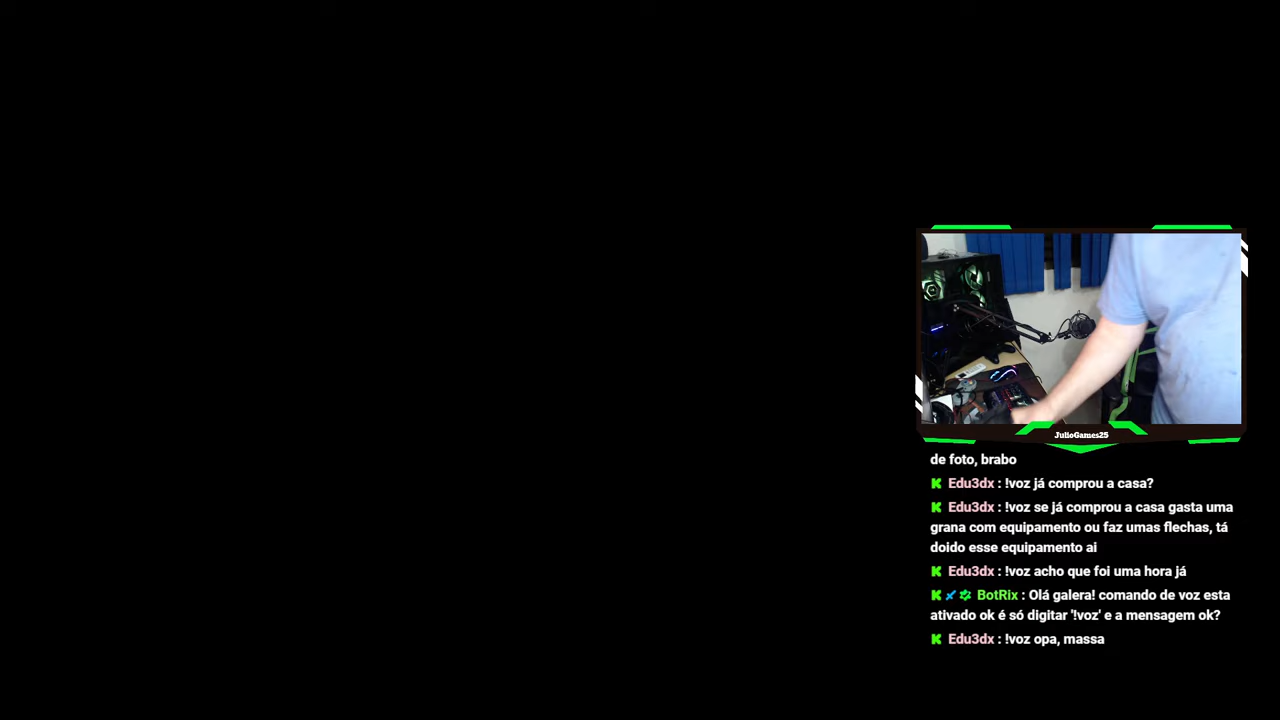 JulioGames25
de foto, brabo
Edu3dx : !voz já comprou a casa?
Edu3dx : !voz se já comprou a casa gasta uma
grana com equipamento ou faz umas flechas, tá
doido esse equipamento ai
Edu3dx : !voz acho que foi uma hora já
BotRix : Olá galera! comando de voz esta
ativado ok é só digitar '!voz' e a mensagem ok?
Edu3dx : !voz opa, massa